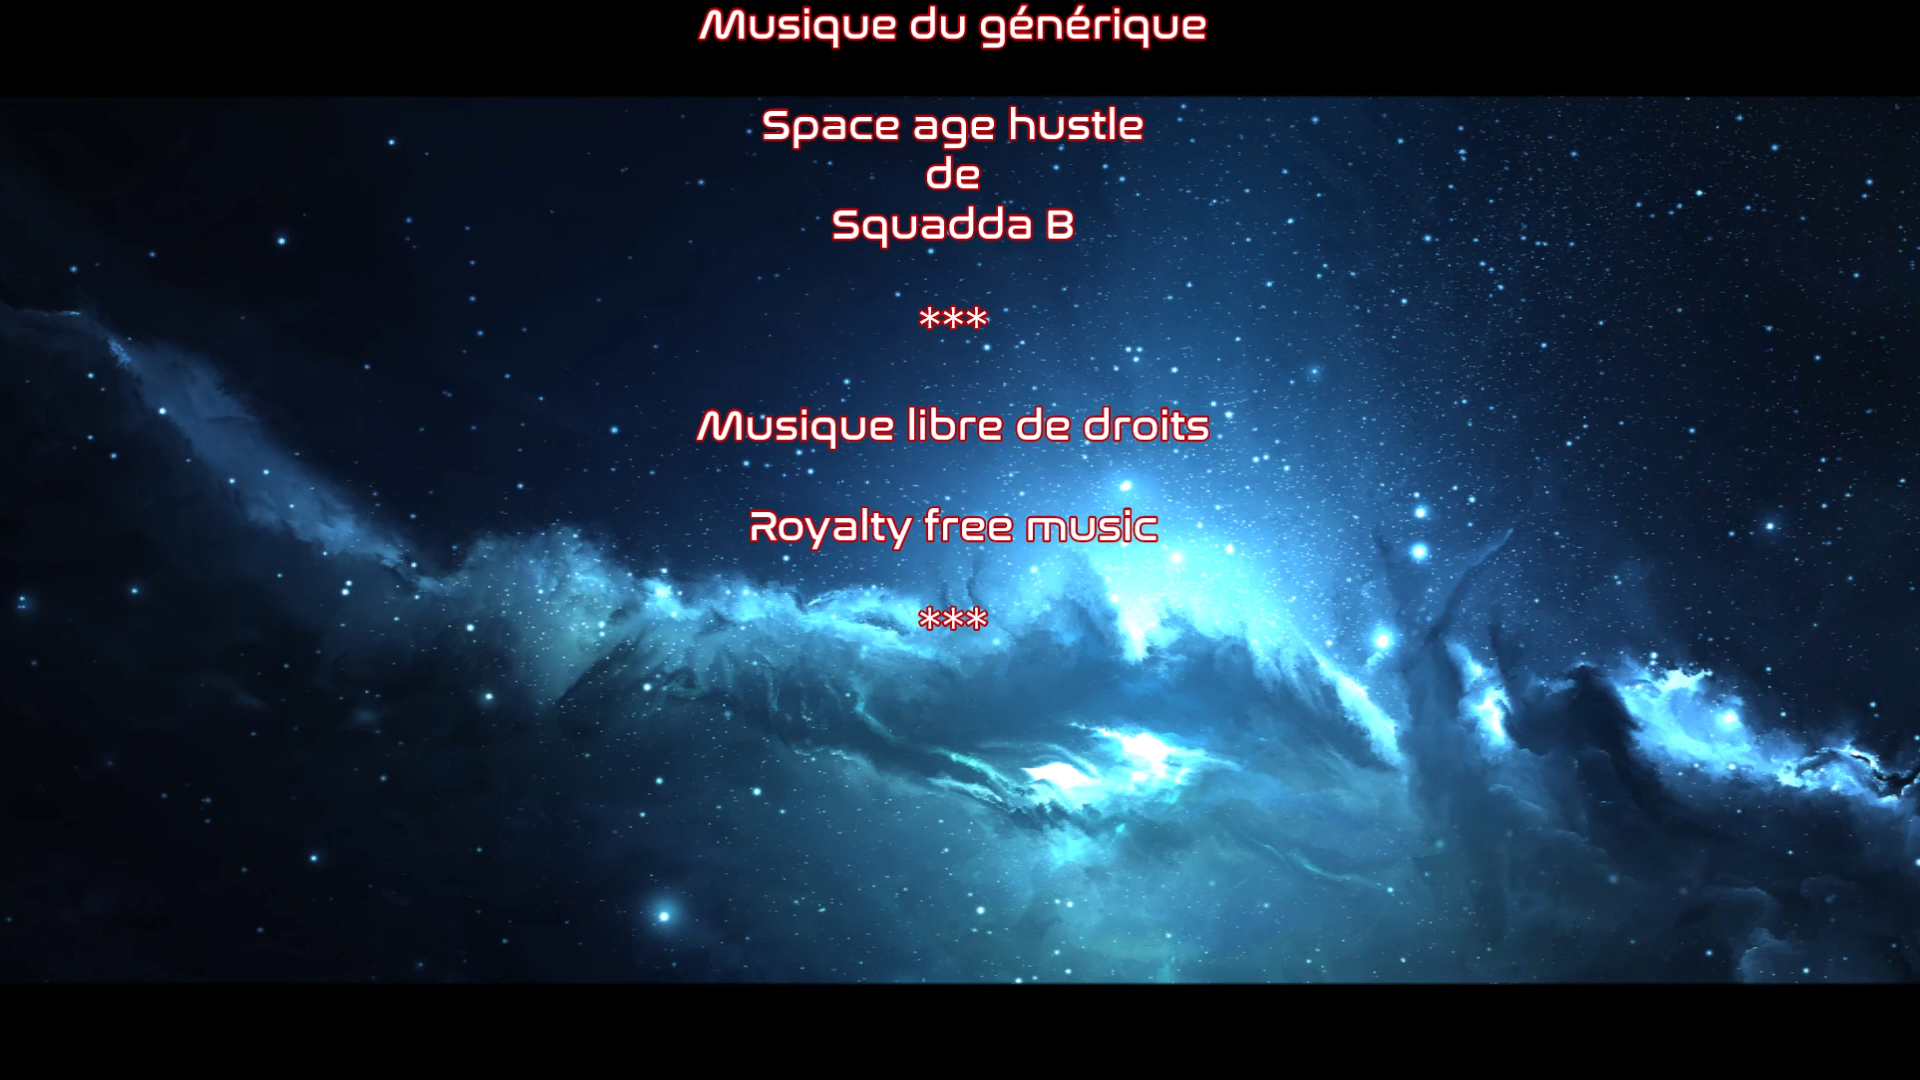 Musique du générique
Space age hustle
de
Squadda B
***
Musique libre de droits
Royalty free music
***